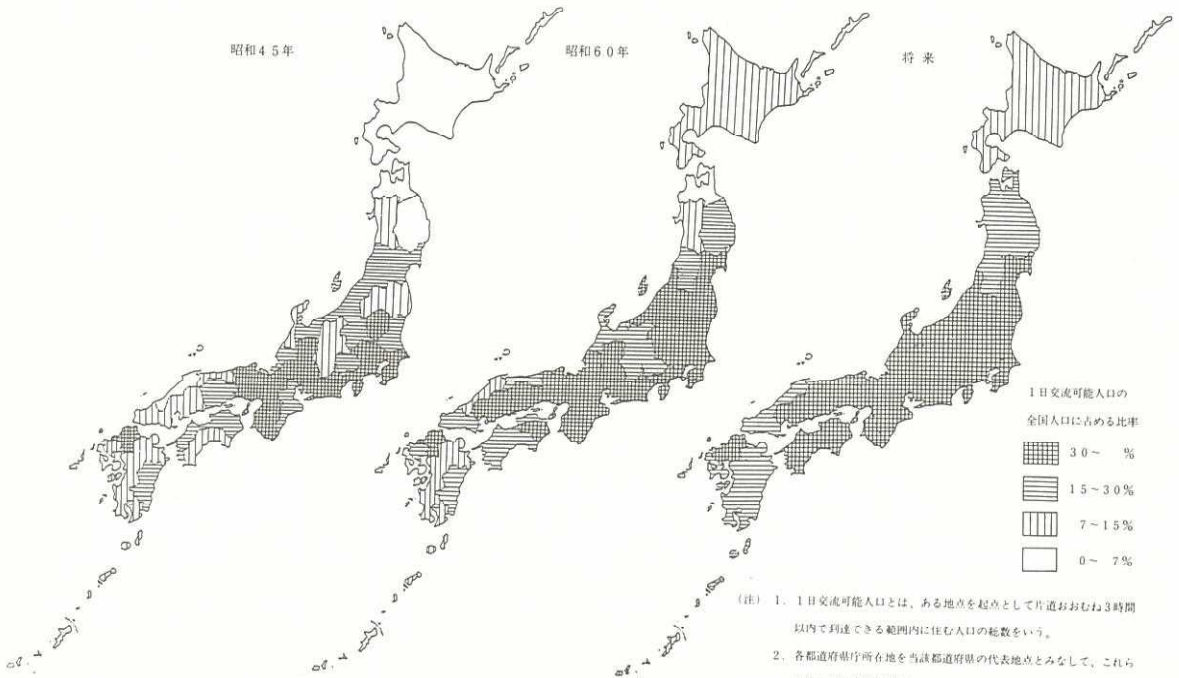 昭和45年
昭和60年
将来
1日交流可能人口の
全国人口に占める比率
30~ %
15~30%
7~15%
0~ 7%
(注) 1. 1日交流可能人口とは、ある地点を起点として片道おおむね3時間
以内で到達できる範囲内に住む人口の総数をいう。
2. 各都道府県庁所在地を当該都道府県の代表地点とみなして、これら